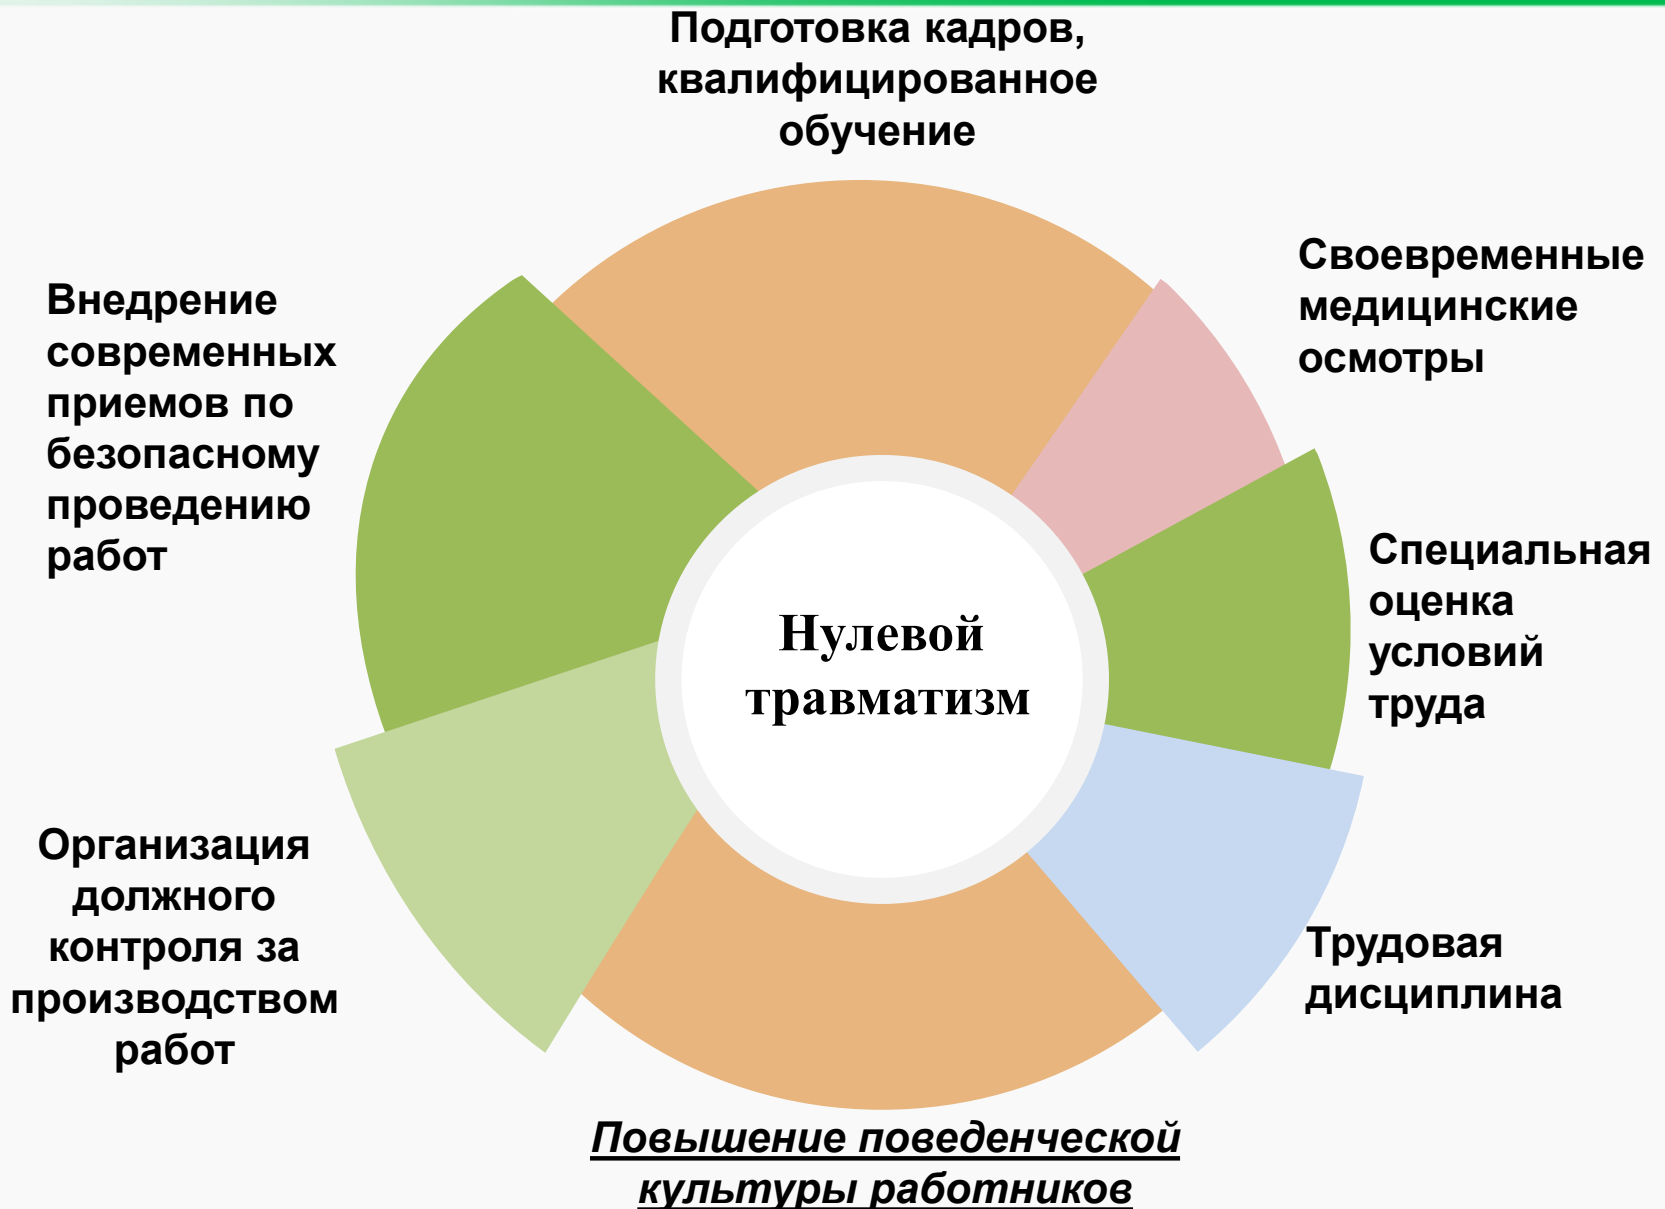 Подготовка кадров,
квалифицированное
обучение
Своевременные
медицинские
осмотры
Внедрение
современных
приемов по
безопасному
проведению
работ
Специальная
оценка
условий
труда
Нулевой
травматизм
Организация
должного
контроля за
производством
работ
Трудовая
дисциплина
Повышение поведенческой
культуры работников